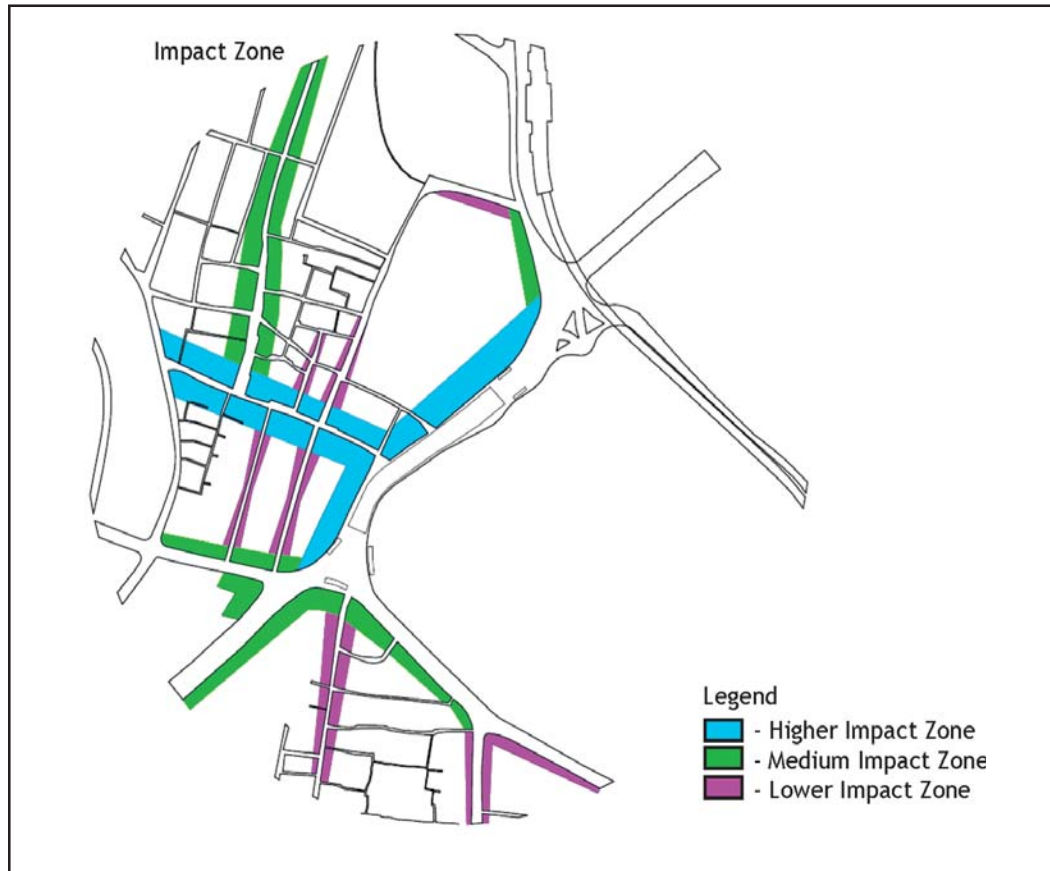 Impact Zone
Legend
- Higher Impact Zone
- Medium Impact Zone
- Lower Impact Zone